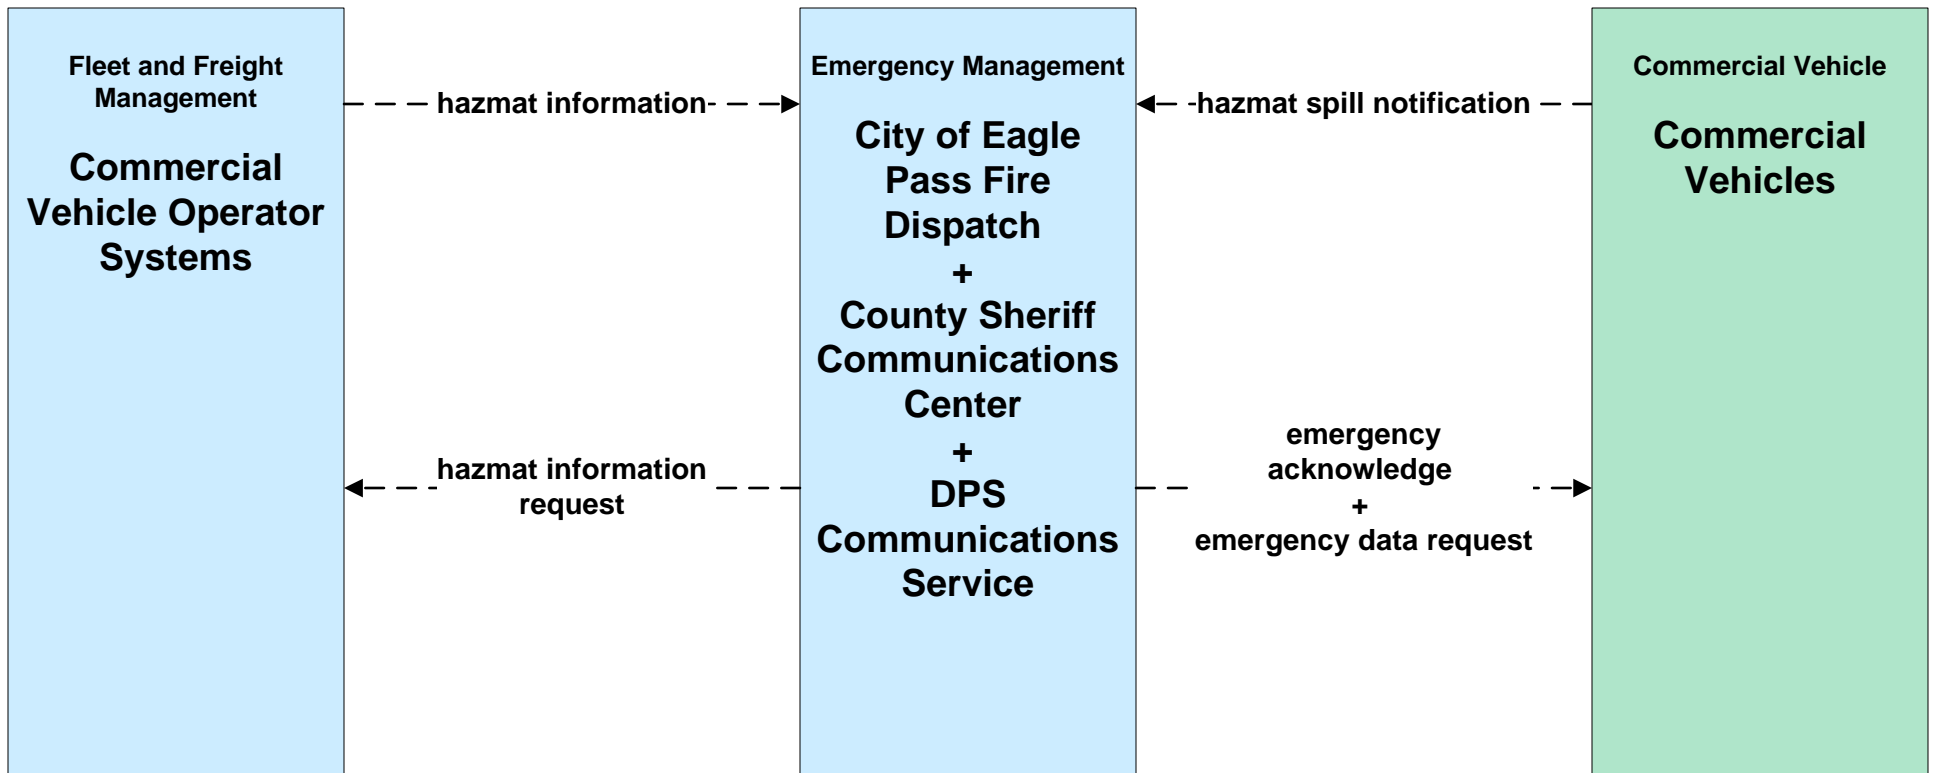 Fleet and Freight
Management
Commercial
Vehicle Operator
Systems
hazmat information
hazmat information
request
Emergency Management
City of Eagle
Pass Fire
Dispatch
+
County Sheriff
Communications
Center
+
DPS
Communications
Service
hazmat spill notification
emergency
acknowledge
+
emergency data request
Commercial Vehicle
Commercial
Vehicles